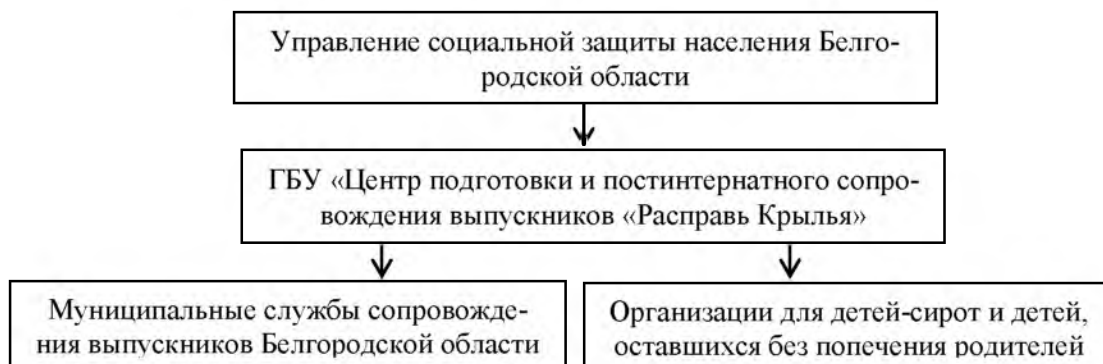 Управление социальной защиты населения Белго-
родской области
ГБУ «Центр подготовки и постинтернатного сопро-
вождения выпускников «Расправь Крылья»
Муниципальные службы сопровожде-
ния выпускников Белгородской области
Организации для детей-сирот и детей,
оставшихся без попечения родителей